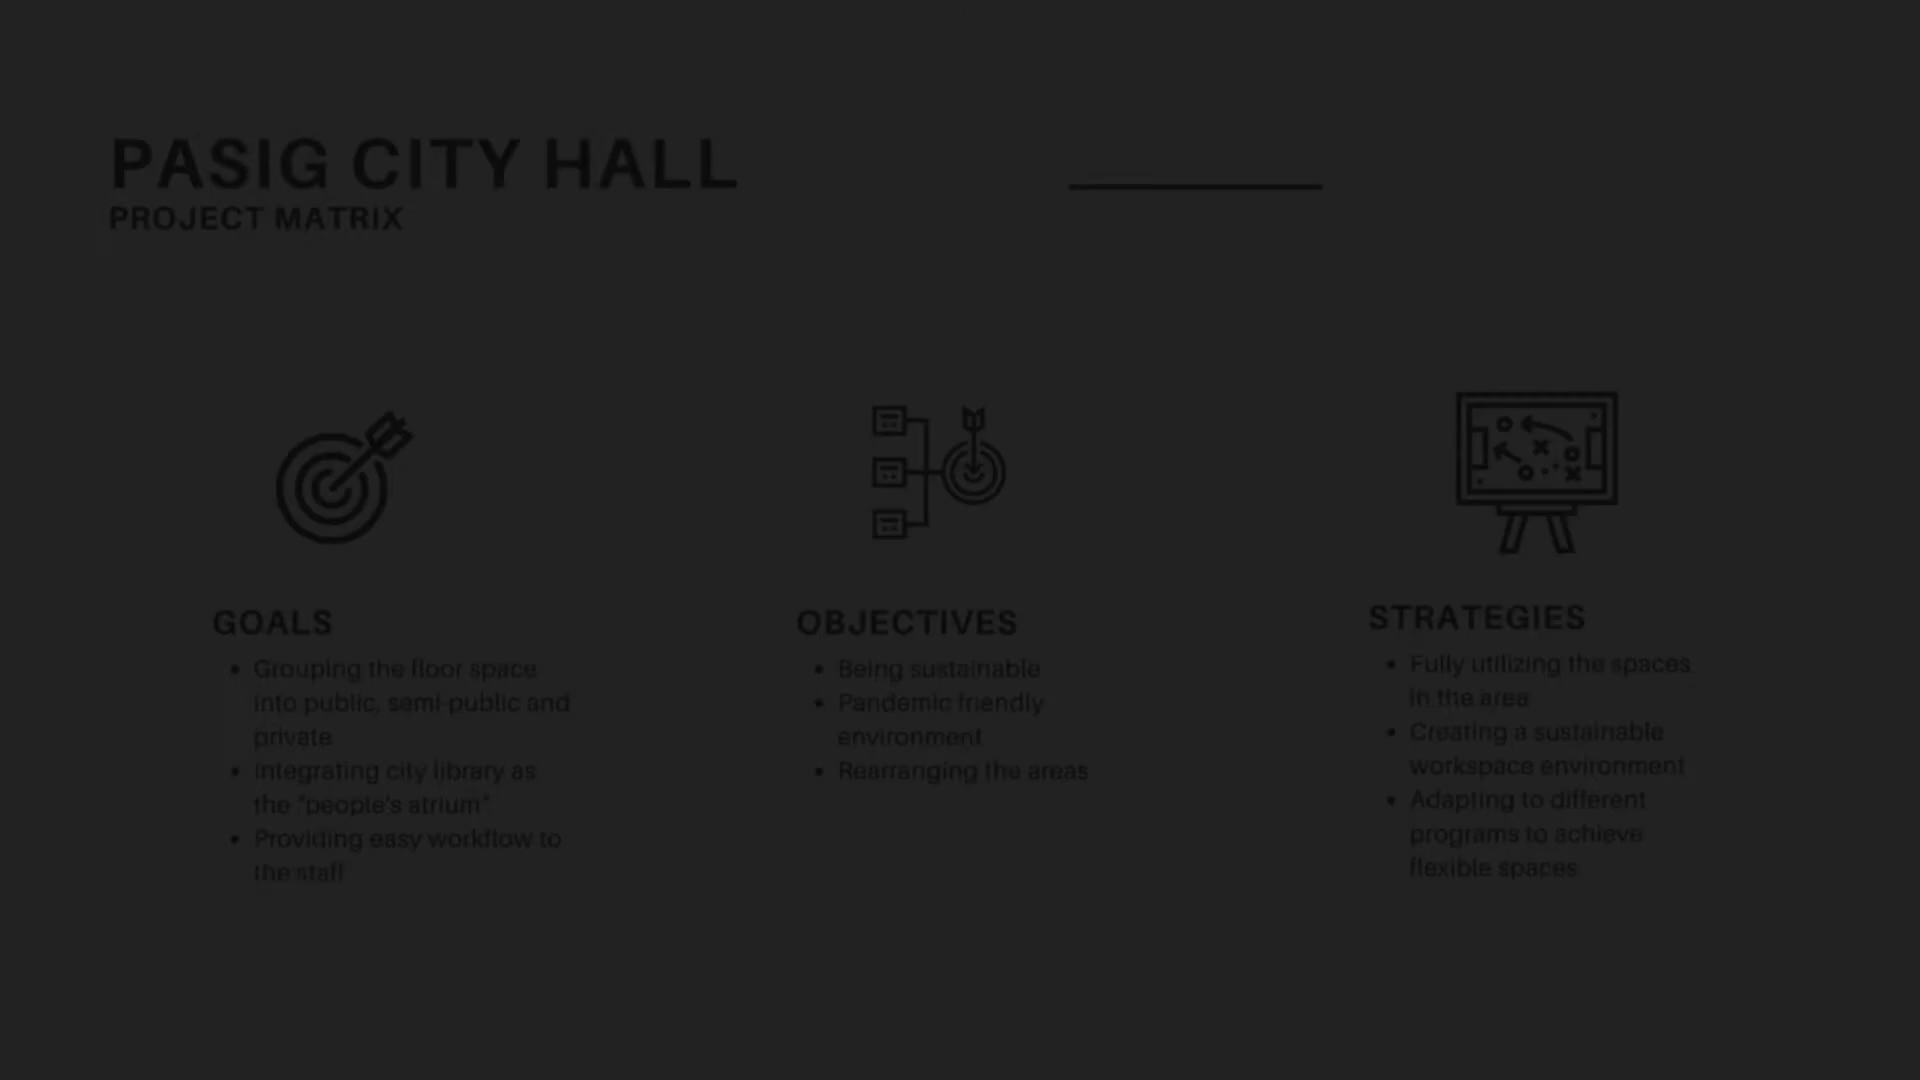 PASIG CITY HALL
PROJECT MATRIX
GOALS
• Grouping the floor space
into public, semi-public and
private
• Integrating city library as
the "people's atrium"
• Providing easy workflow to
the staff
OBJECTIVES
• Being sustainable
• Pandemic friendly
environment
• Rearranging the areas
STRATEGIES
• Fully utilizing the spaces
in the area
• Creating a sustainable
workspace environment
• Adapting to different
programs to achieve
flexible spaces